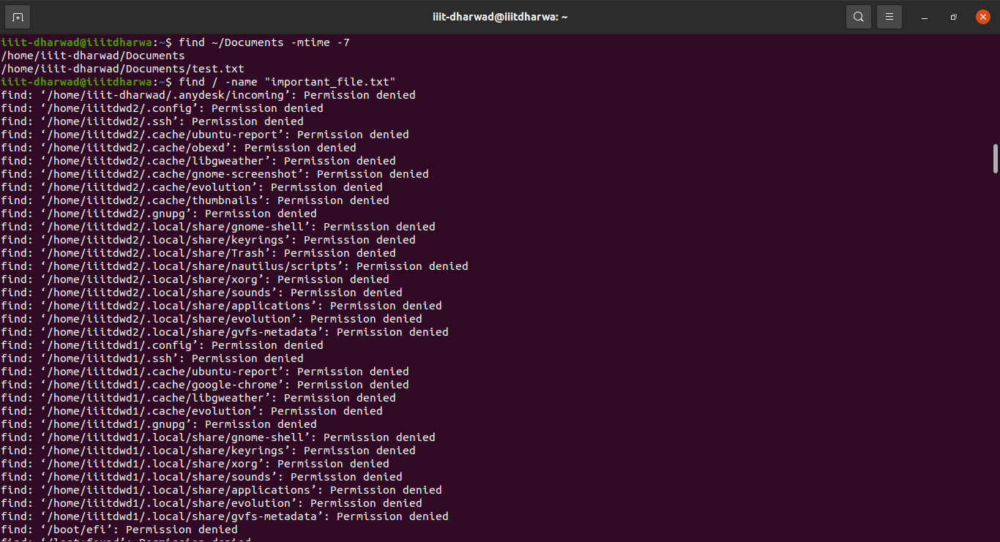 iiit-dharwad@iiitdharwa: ~
iiit-dharwad@iiitdharwa:~$ find ~/Documents -mtime -7
/home/iiit-dharwad/Documents
/home/iiit-dharwad/Documents/test.txt
iiit-dharwad@iiitdharwa:~$ find / -name "important_file.txt"
find: ‘/home/iiit-dharwad/.anydesk/incoming’: Permission denied
find: ‘/home/iiitdwd2/.config’: Permission denied
find: ‘/home/iiitdwd2/.ssh’: Permission denied
find: ‘/home/iiitdwd2/.cache/ubuntu-report’: Permission denied
find: ‘/home/iiitdwd2/.cache/obexd’: Permission denied
find: ‘/home/iiitdwd2/.cache/libgweather’: Permission denied
find: ‘/home/iiitdwd2/.cache/gnome-screenshot’: Permission denied
find: ‘/home/iiitdwd2/.cache/evolution’: Permission denied
find: ‘/home/iiitdwd2/.cache/thumbnails’: Permission denied
find: ‘/home/iiitdwd2/.gnupg’: Permission denied
find: ‘/home/iiitdwd2/.local/share/gnome-shell’: Permission denied
find: ‘/home/iiitdwd2/.local/share/keyrings’: Permission denied
find: ‘/home/iiitdwd2/.local/share/Trash’: Permission denied
find: ‘/home/iiitdwd2/.local/share/nautilus/scripts’: Permission denied
find: ‘/home/iiitdwd2/.local/share/xorg’: Permission denied
find: ‘/home/iiitdwd2/.local/share/sounds’: Permission denied
find: ‘/home/iiitdwd2/.local/share/applications’: Permission denied
find: ‘/home/iiitdwd2/.local/share/evolution’: Permission denied
find: ‘/home/iiitdwd2/.local/share/gvfs-metadata’: Permission denied
find: ‘/home/iiitdwd1/.config’: Permission denied
find: ‘/home/iiitdwd1/.ssh’: Permission denied
find: ‘/home/iiitdwd1/.cache/ubuntu-report’: Permission denied
find: ‘/home/iiitdwd1/.cache/google-chrome’: Permission denied
find: ‘/home/iiitdwd1/.cache/libgweather’: Permission denied
find: ‘/home/iiitdwd1/.cache/evolution’: Permission denied
find: ‘/home/iiitdwd1/.gnupg’: Permission denied
find: ‘/home/iiitdwd1/.local/share/gnome-shell’: Permission denied
find: ‘/home/iiitdwd1/.local/share/keyrings’: Permission denied
find: ‘/home/iiitdwd1/.local/share/xorg’: Permission denied
find: ‘/home/iiitdwd1/.local/share/sounds’: Permission denied
find: ‘/home/iiitdwd1/.local/share/applications’: Permission denied
find: ‘/home/iiitdwd1/.local/share/evolution’: Permission denied
find: ‘/home/iiitdwd1/.local/share/gvfs-metadata’: Permission denied
find: ‘/boot/efi’: Permission denied
find: ‘/lost+found’: Permission denied